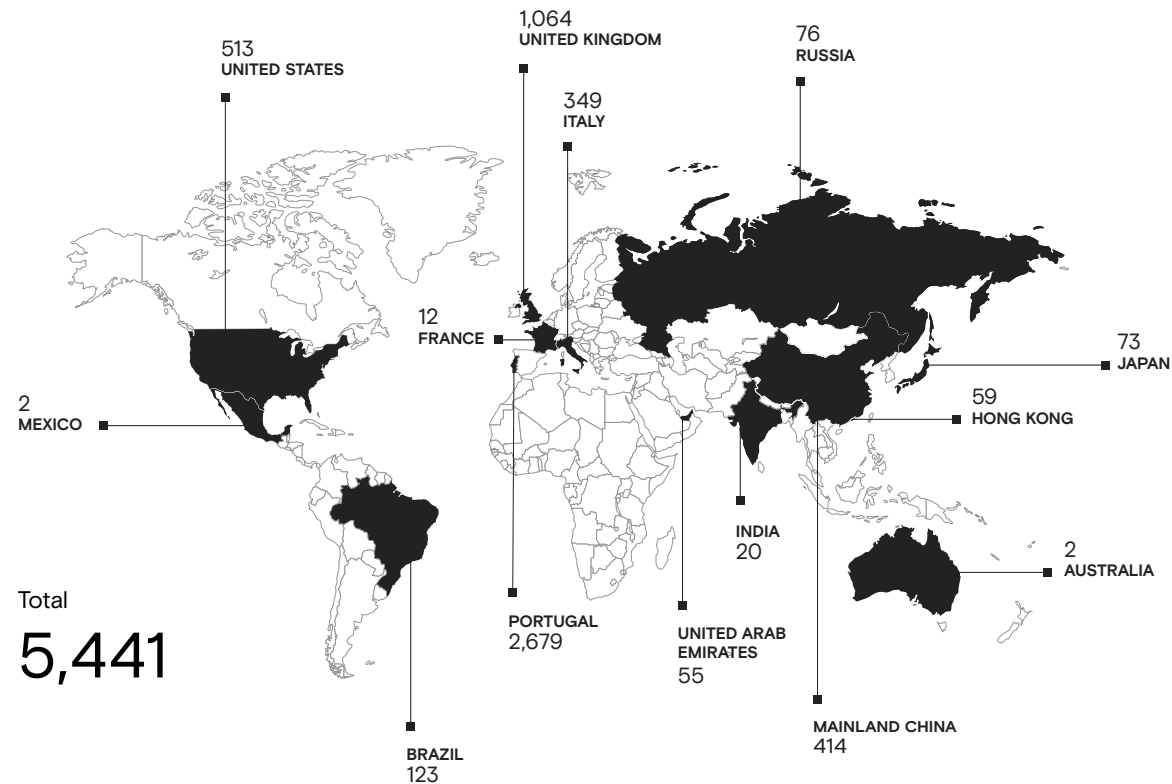 1,064
UNITED KINGDOM
76
RUSSIA
513
UNITED STATES
349
ITALY
12
FRANCE
73
JAPAN
2
MEXICO
59
HONG KONG
INDIA
20
2
AUSTRALIA
Total
5,441
PORTUGAL
2,679
UNITED ARAB
EMIRATES
55
MAINLAND CHINA
414
BRAZIL
123